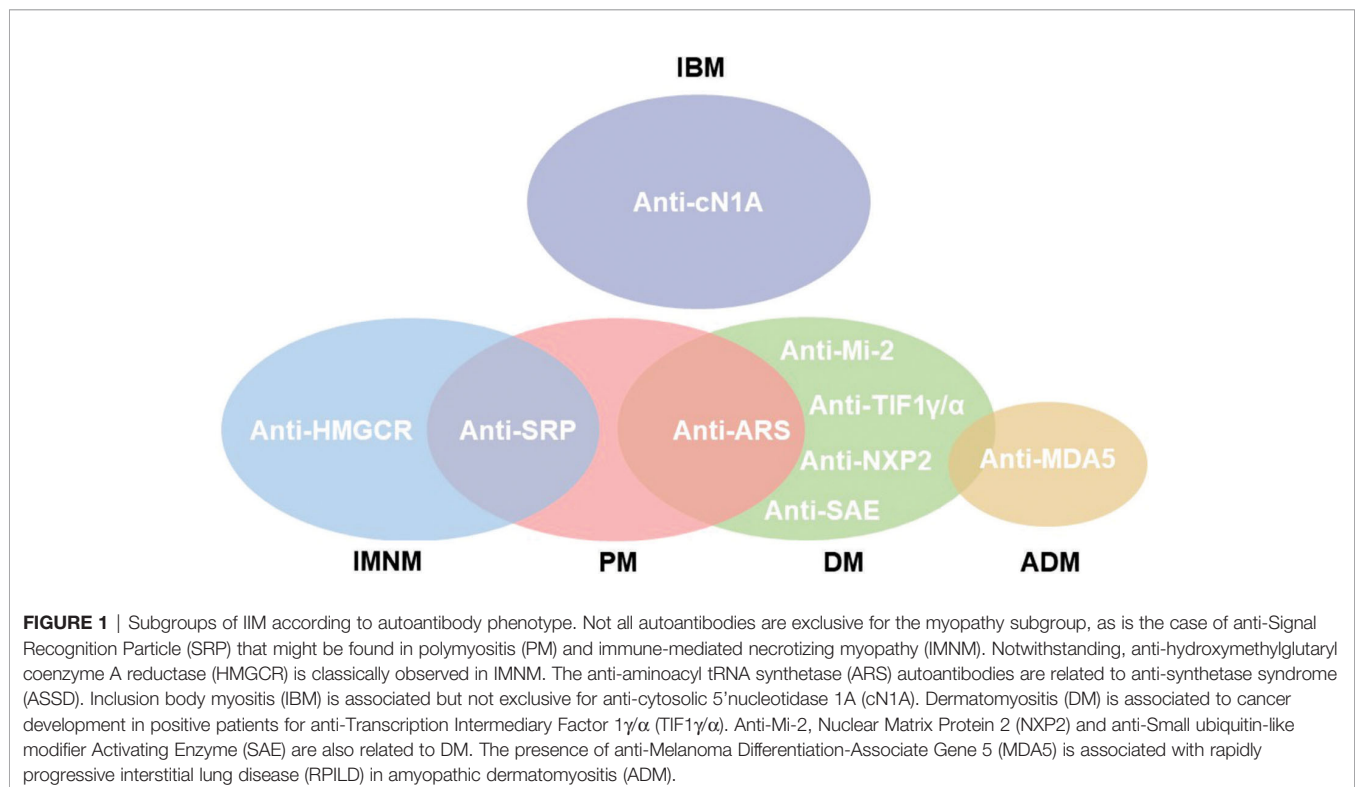 IBM
Anti-cN1A
Anti-Mi-2
Anti-TIF1γ/α
Anti-HMGCR
Anti-SRP
Anti-ARS
Anti-NXP2
Anti-MDA5
Anti-SAE
IMNM
PM
DM
ADM
FIGURE 1 | Subgroups of IIM according to autoantibody phenotype. Not all autoantibodies are exclusive for the myopathy subgroup, as is the case of anti-Signal
Recognition Particle (SRP) that might be found in polymyositis (PM) and immune-mediated necrotizing myopathy (IMNM). Notwithstanding, anti-hydroxymethylglutaryl
coenzyme A reductase (HMGCR) is classically observed in IMNM. The anti-aminoacyl tRNA synthetase (ARS) autoantibodies are related to anti-synthetase syndrome
(ASSD). Inclusion body myositis (IBM) is associated but not exclusive for anti-cytosolic 5'nucleotidase 1A (cN1A). Dermatomyositis (DM) is associated to cancer
development in positive patients for anti-Transcription Intermediary Factor 1γ/α (TIF1γ/α). Anti-Mi-2, Nuclear Matrix Protein 2 (NXP2) and anti-Small ubiquitin-like
modifier Activating Enzyme (SAE) are also related to DM. The presence of anti-Melanoma Differentiation-Associate Gene 5 (MDA5) is associated with rapidly
progressive interstitial lung disease (RPILD) in amyopathic dermatomyositis (ADM).